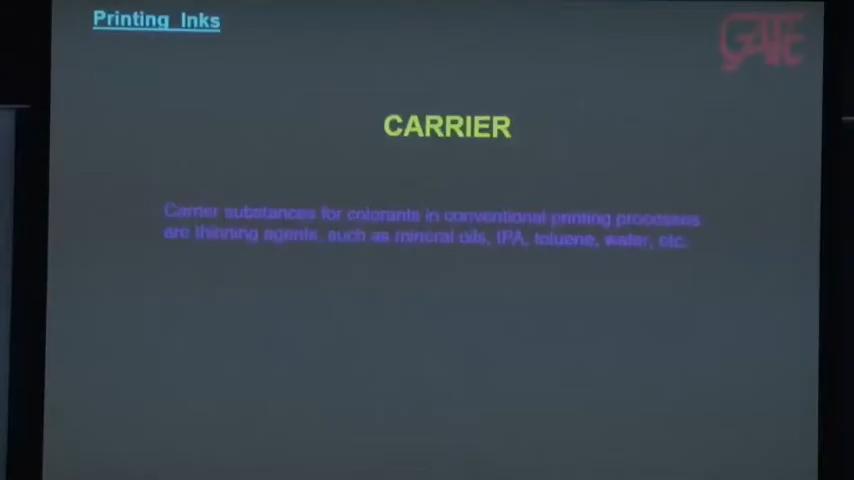 Printing Inks
GATE
CARRIER
Carrier substances for colorants in conventional printing processes
are thinning agents, such as mineral oils, IPA, toluene, water, etc.